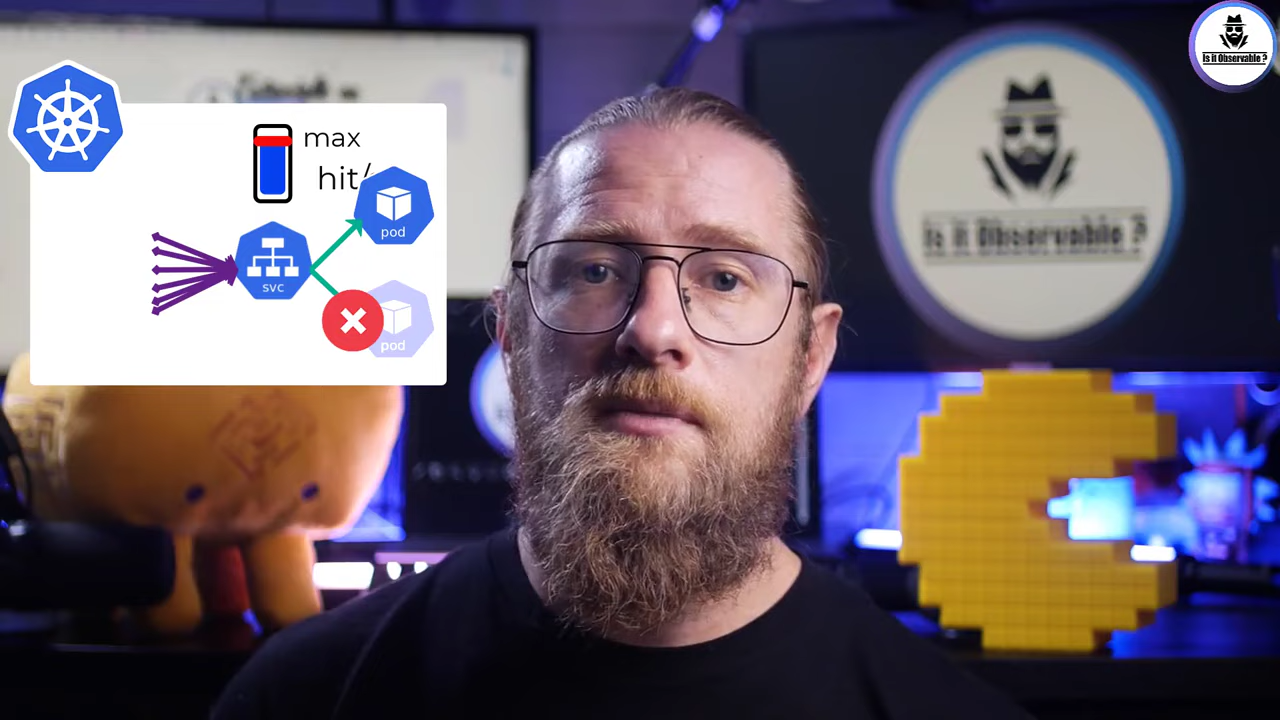 max
hit/
pod
svc
pod
Is it Observable ?
Is it Observable ?